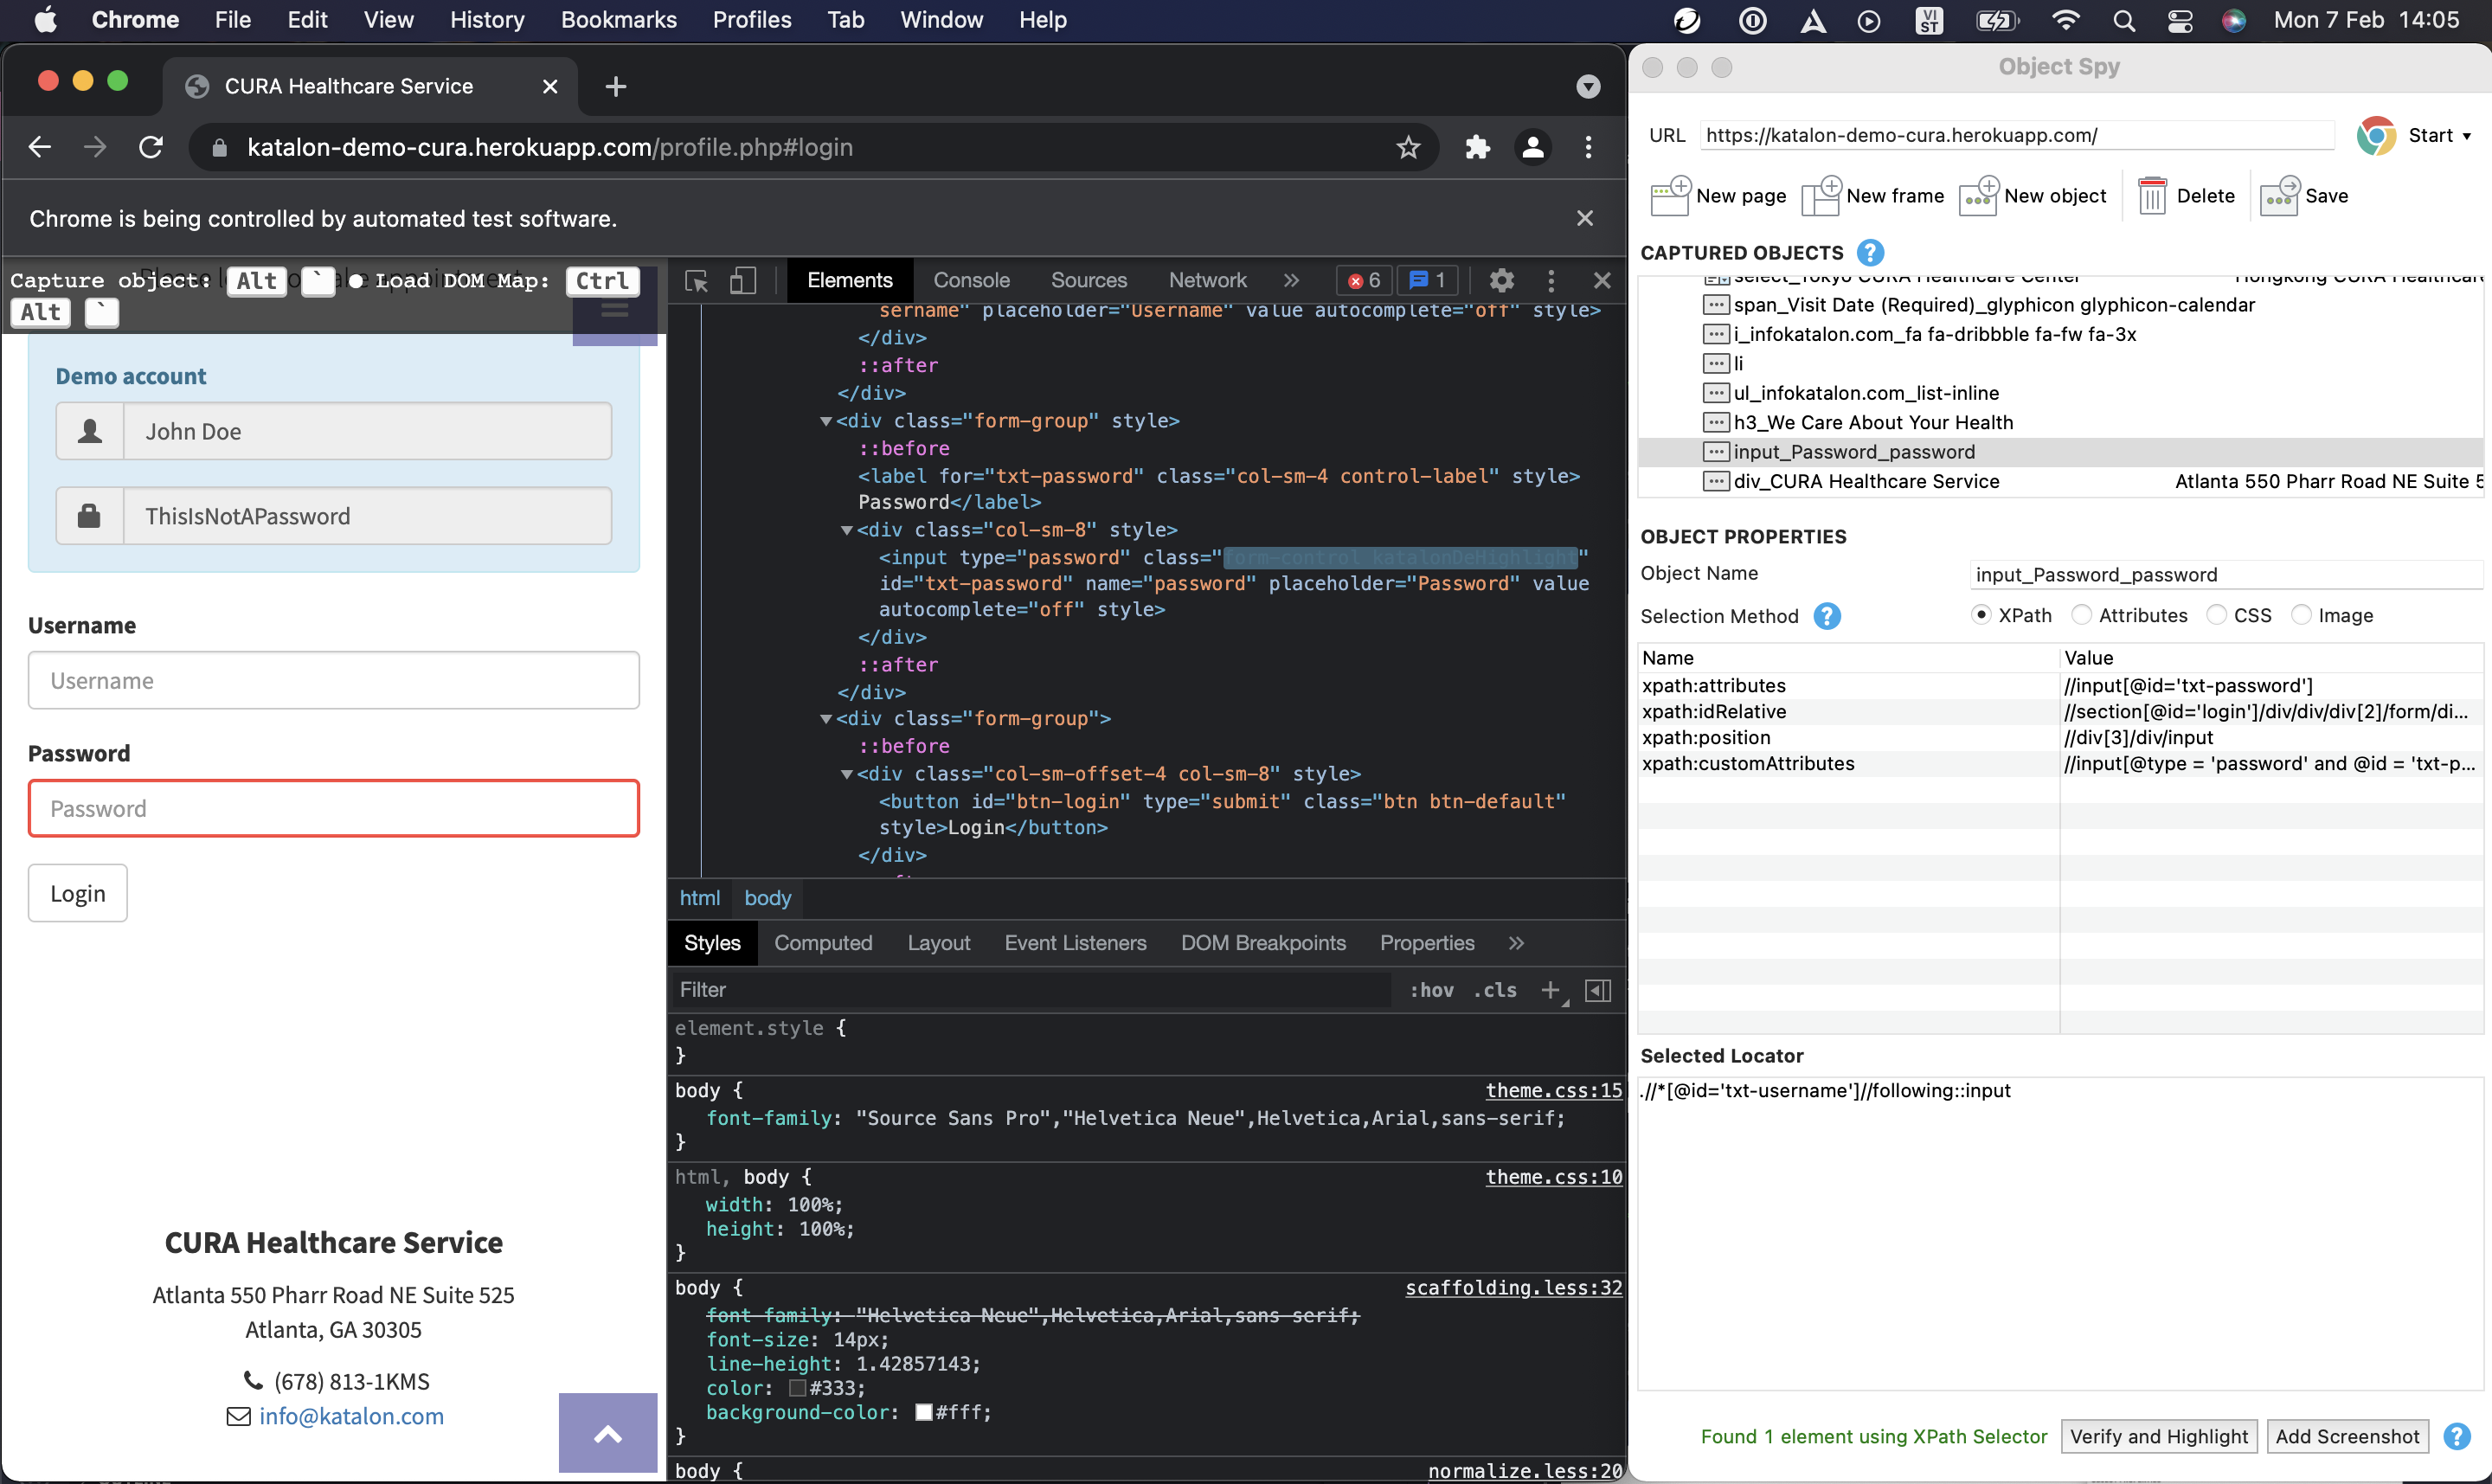 Chrome File Edit View History Bookmarks Profiles Tab Window Help
VI ST
Mon 7 Feb 14:05
CURA Healthcare Service
katalon-demo-cura.herokuapp.com/profile.php#login
Chrome is being controlled by automated test software.
Capture object: Alt ` Load DOM Map: Ctrl
Alt `
Demo account
John Doe
ThisIsNotAPassword
Username
Username
Password
Password
Login
CURA Healthcare Service
Atlanta 550 Pharr Road NE Suite 525
Atlanta, GA 30305
(678) 813-1KMS
info@katalon.com
Elements Console Sources Network » 6 1
sername" placeholder="Username" value autocomplete="off" style>
</div>
::after
</div>
<div class="form-group" style>
::before
<label for="txt-password" class="col-sm-4 control-label" style>
Password</label>
<div class="col-sm-8" style>
<input type="password" class="form-control katalonDeHighlight"
id="txt-password" name="password" placeholder="Password" value
autocomplete="off" style>
</div>
::after
</div>
<div class="form-group">
::before
<div class="col-sm-offset-4 col-sm-8" style>
<button id="btn-login" type="submit" class="btn btn-default"
style>Login</button>
</div>
html body
Styles Computed Layout Event Listeners DOM Breakpoints Properties »
Filter :hov .cls +
element.style {
}
body { theme.css:15
font-family: "Source Sans Pro","Helvetica Neue",Helvetica,Arial,sans-serif;
}
html, body { theme.css:10
width: 100%;
height: 100%;
}
body { scaffolding.less:32
font-family: "Helvetica Neue",Helvetica,Arial,sans-serif;
font-size: 14px;
line-height: 1.42857143;
color: #333;
background-color: #fff;
}
body { normalize.less:20
Object Spy
URL https://katalon-demo-cura.herokuapp.com/ Start
New page New frame New object Delete Save
CAPTURED OBJECTS ?
select_Tokyo CURA Healthcare Center Hongkong CURA Healthcare
span_Visit Date (Required)_glyphicon glyphicon-calendar
i_infokatalon.com_fa fa-dribbble fa-fw fa-3x
li
ul_infokatalon.com_list-inline
h3_We Care About Your Health
input_Password_password
div_CURA Healthcare Service Atlanta 550 Pharr Road NE Suite 5
OBJECT PROPERTIES
Object Name input_Password_password
Selection Method ? XPath Attributes CSS Image
Name Value
xpath:attributes //input[@id='txt-password']
xpath:idRelative //section[@id='login']/div/div/div[2]/form/di...
xpath:position //div[3]/div/input
xpath:customAttributes //input[@type = 'password' and @id = 'txt-p...
Selected Locator
.//*[@id='txt-username']//following::input
Found 1 element using XPath Selector Verify and Highlight Add Screenshot ?